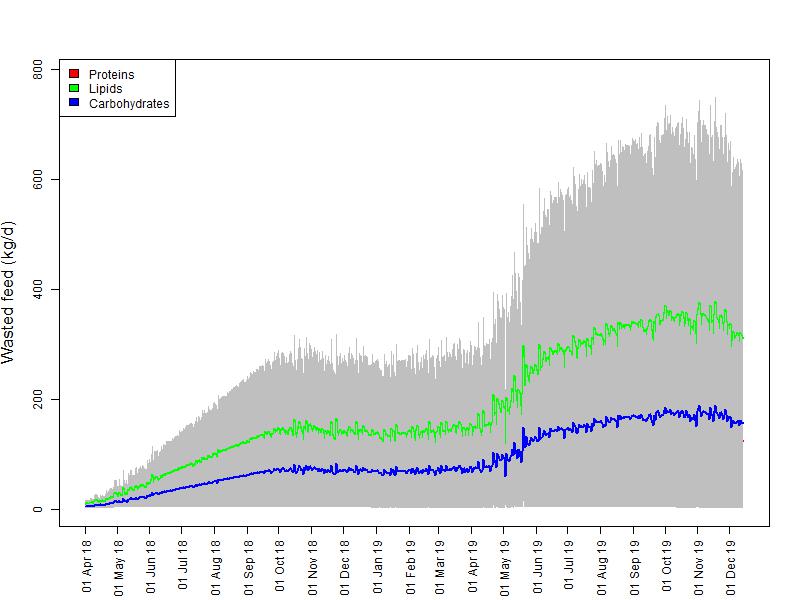 Proteins
Lipids
Carbohydrates
Wasted feed (kg/d)
800
600
400
200
0
01 Apr 18
01 May 18
01 Jun 18
01 Jul 18
01 Aug 18
01 Sep 18
01 Oct 18
01 Nov 18
01 Dec 18
01 Jan 19
01 Feb 19
01 Mar 19
01 Apr 19
01 May 19
01 Jun 19
01 Jul 19
01 Aug 19
01 Sep 19
01 Oct 19
01 Nov 19
01 Dec 19